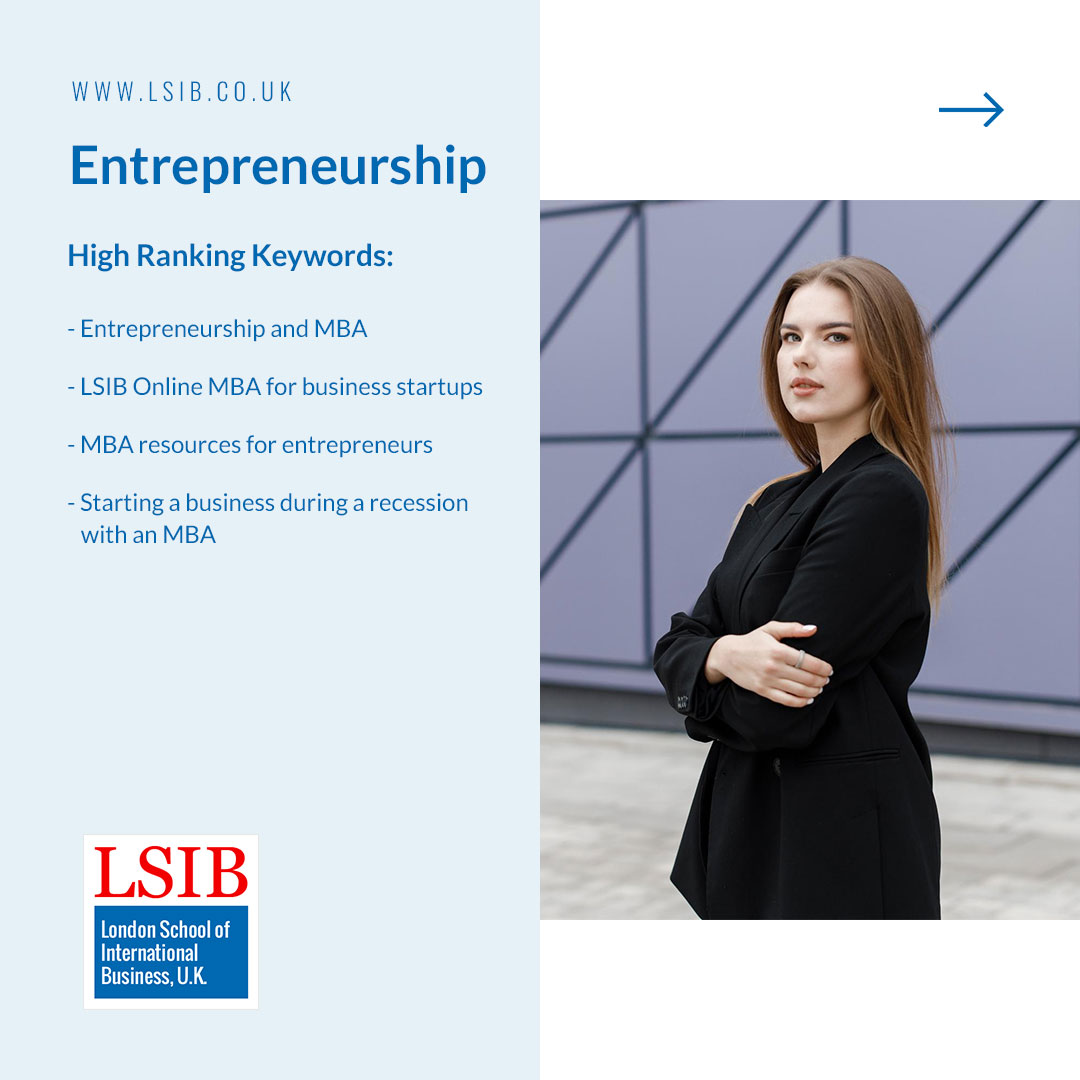 WWW.LSIB.CO.UK
Entrepreneurship
High Ranking Keywords:
- Entrepreneurship and MBA
- LSIB Online MBA for business startups
- MBA resources for entrepreneurs
- Starting a business during a recession
with an MBA
LSIB
London School of
International
Business, U.K.